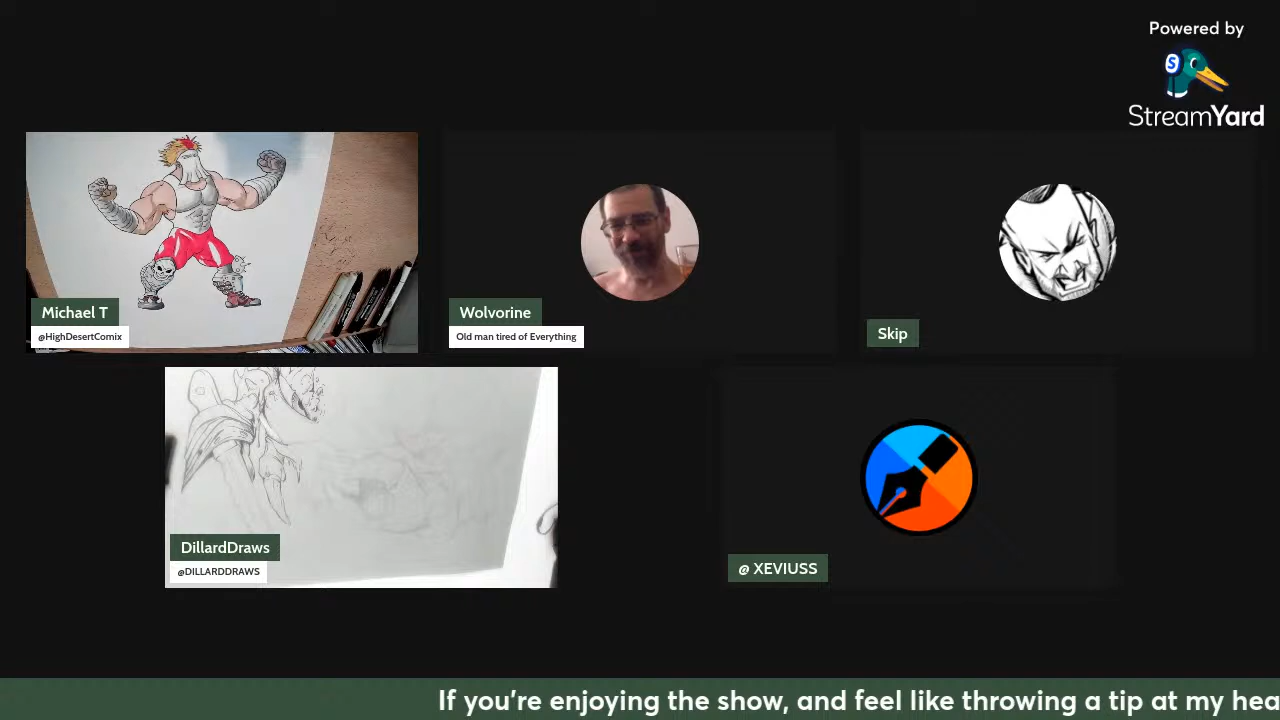 Powered by
StreamYard
Michael T
@HighDesertComix
Wolvorine
Old man tired of Everything
Skip
DillardDraws
@DILLARDDRAWS
@ XEVIUSS
If you're enjoying the show, and feel like throwing a tip at my hea